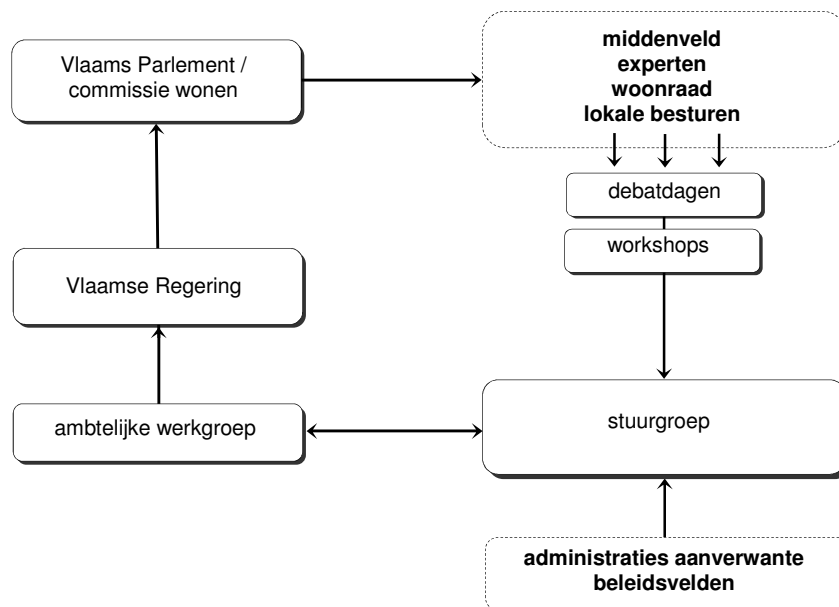 Vlaams Parlement /
commissie wonen
middenveld
experten
woonraad
lokale besturen
debatdagen
workshops
Vlaamse Regering
ambtelijke werkgroep
stuurgroep
administraties aanverwante
beleidsvelden